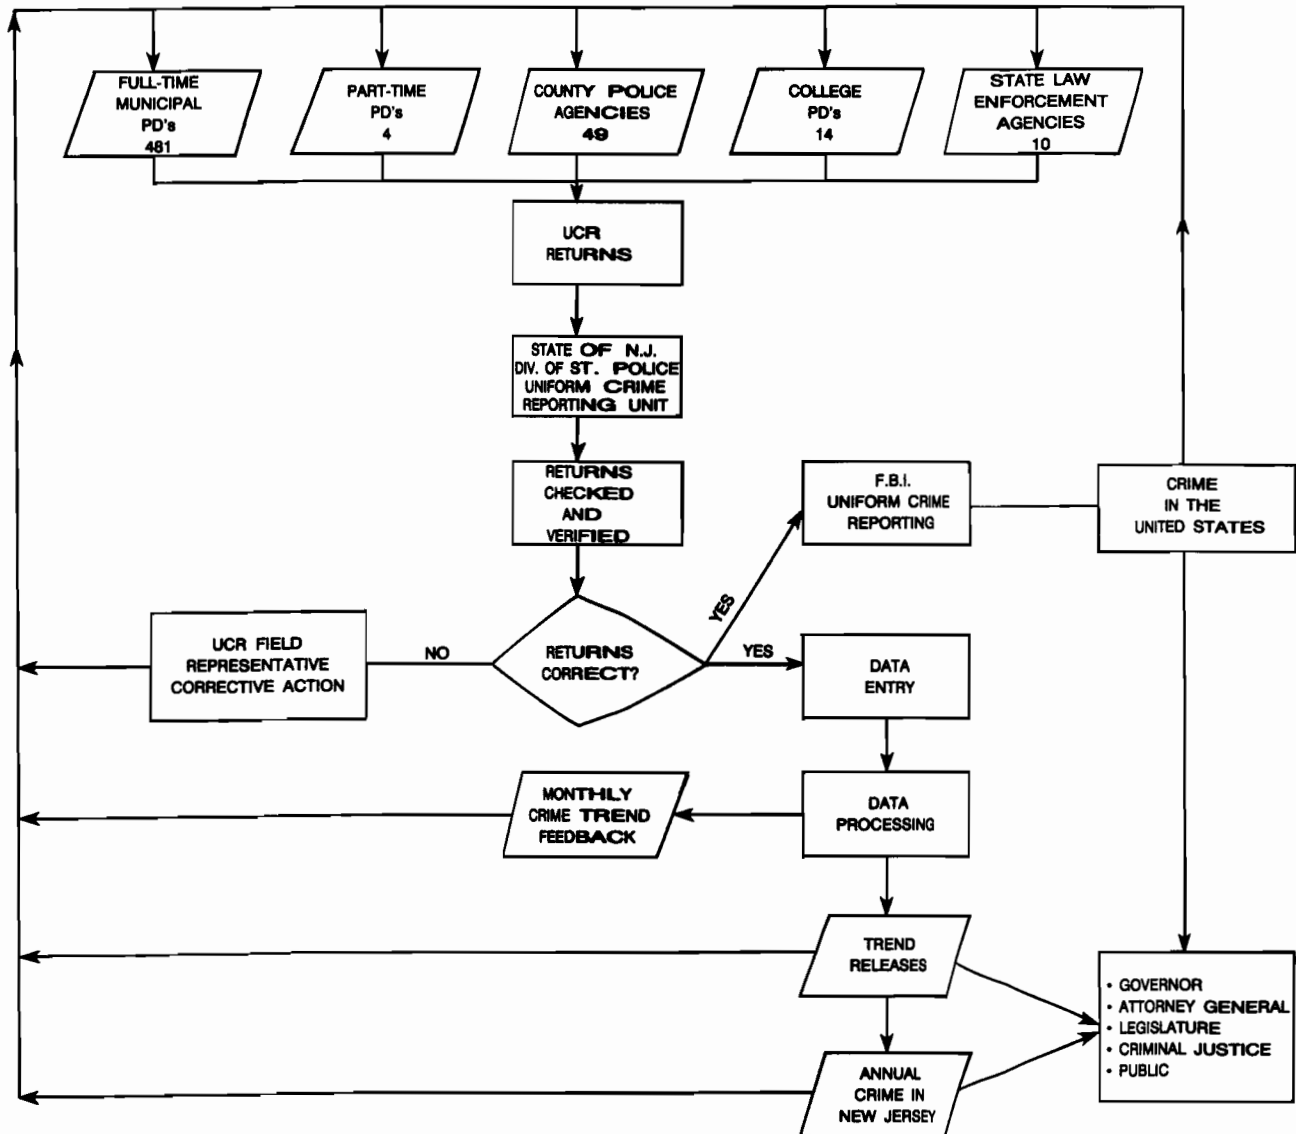 FULL-TIME
MUNICIPAL
PD's
481
PART-TIME
PD's
4
COUNTY POLICE
AGENCIES
49
COLLEGE
PD's
14
STATE LAW
ENFORCEMENT
AGENCIES
10
UCR
RETURNS
STATE OF N.J.
DIV. OF ST. POLICE
UNIFORM CRIME
REPORTING UNIT
RETURNS
CHECKED
AND
VERIFIED
F.B.I.
UNIFORM CRIME
REPORTING
CRIME
IN THE
UNITED STATES
YES
UCR FIELD
REPRESENTATIVE
CORRECTIVE ACTION
NO
RETURNS
CORRECT?
YES
DATA
ENTRY
MONTHLY
CRIME TREND
FEEDBACK
DATA
PROCESSING
TREND
RELEASES
• GOVERNOR
• ATTORNEY GENERAL
• LEGISLATURE
• CRIMINAL JUSTICE
• PUBLIC
ANNUAL
CRIME IN
NEW JERSEY